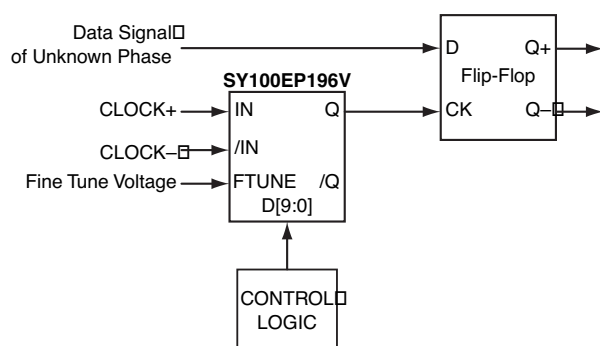 Data Signal
of Unknown Phase
D Q+
Flip-Flop
CK Q–
SY100EP196V
CLOCK+
IN Q
CLOCK–
/IN
Fine Tune Voltage
FTUNE /Q
D[9:0]
CONTROL
LOGIC